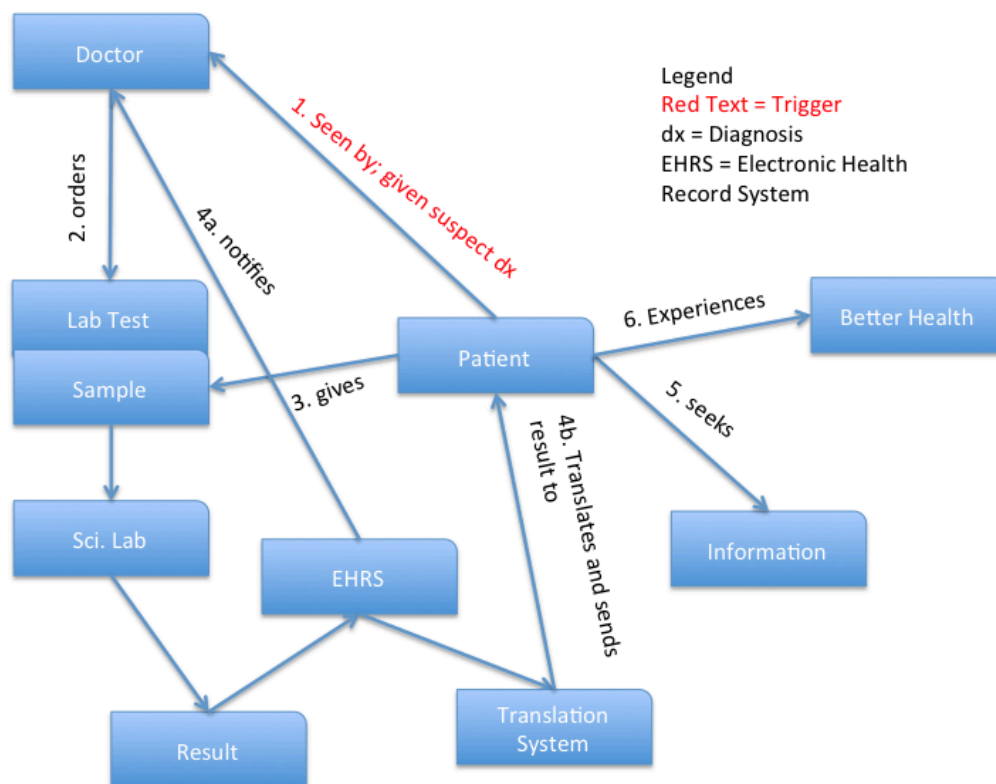 Doctor
1. Seen by; given suspect dx
Legend
Red Text = Trigger
dx = Diagnosis
EHRS = Electronic Health
Record System
2. orders
4a. notifies
Lab Test
Sample
3. gives
Patient
6. Experiences
Better Health
5. seeks
4b. Translates and sends
result to
Sci. Lab
EHRS
Information
Result
Translation
System